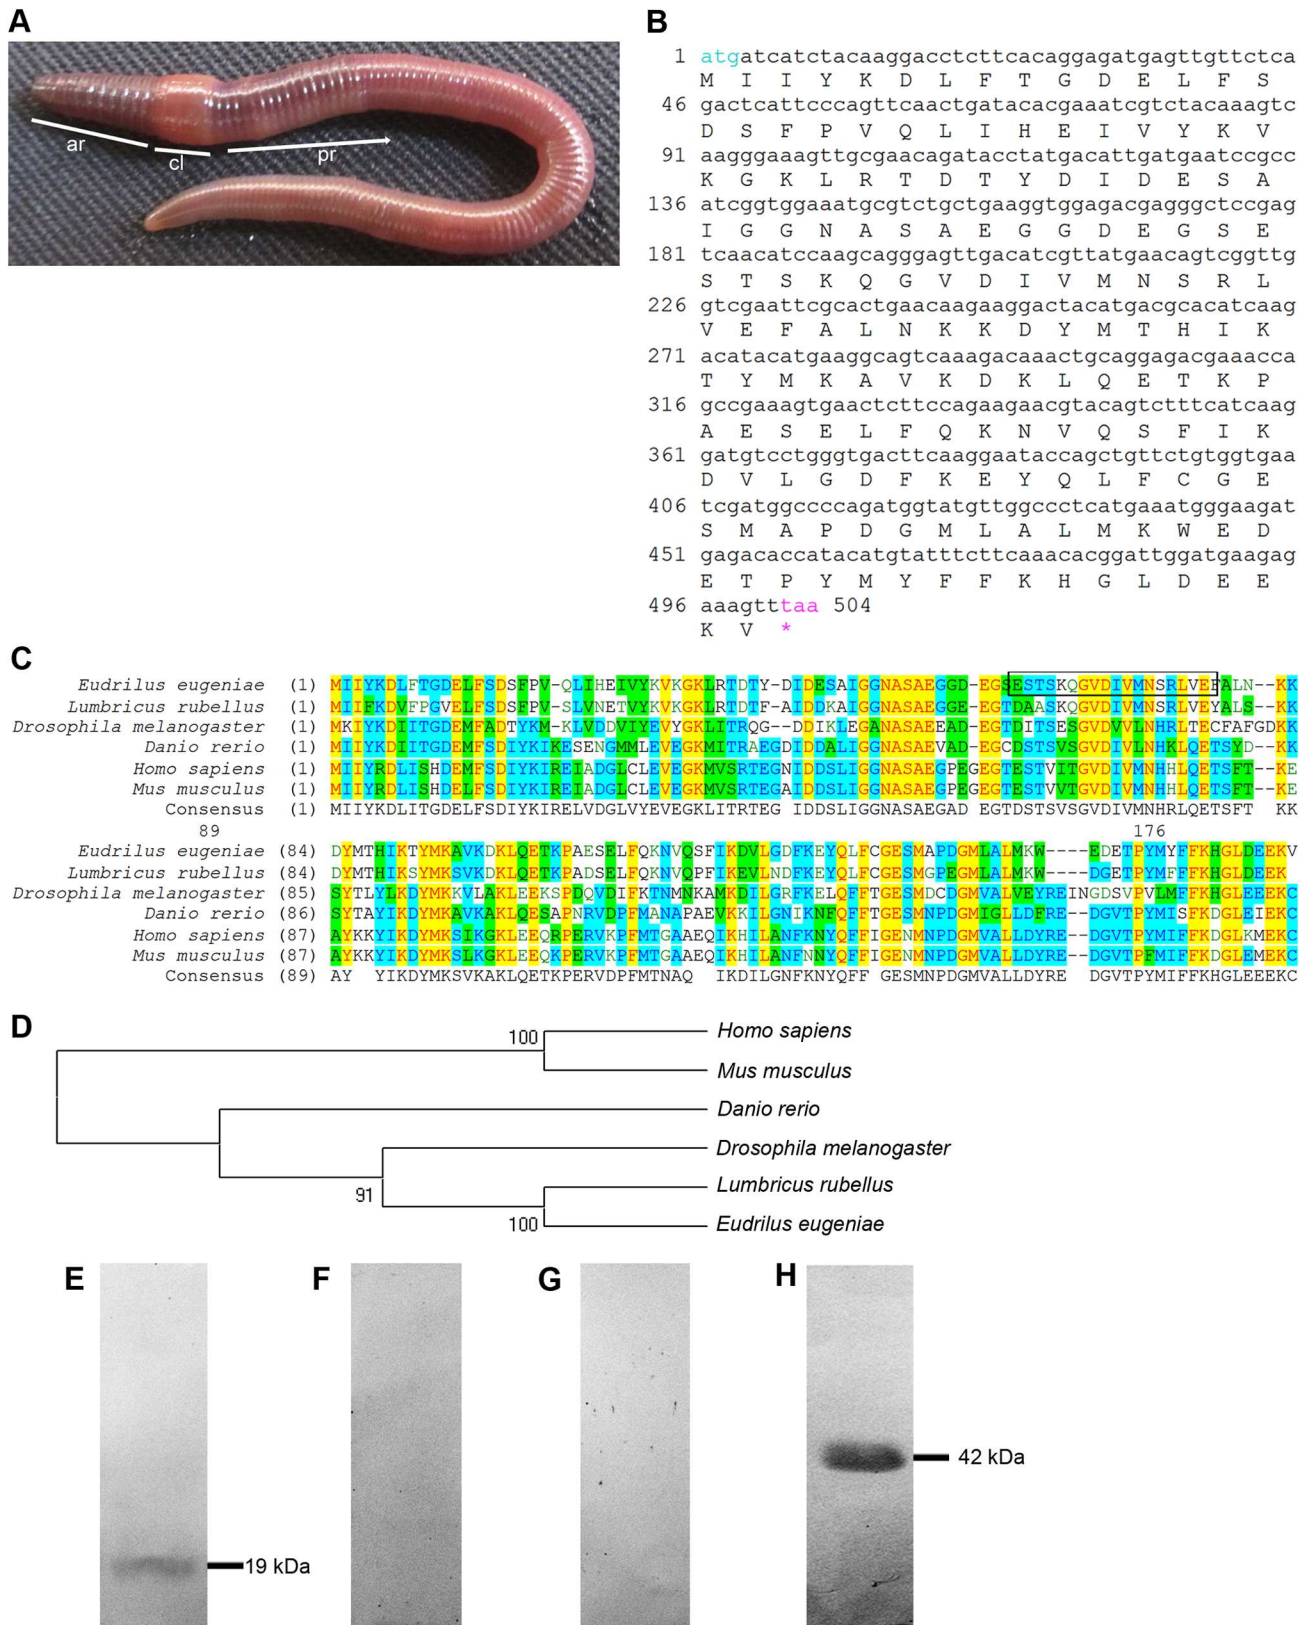 A
ar
cl
pr
B
1 atgatcatctacaaggacctcttcacaggagatgagttgttctca
M I I Y K D L F T G D E L F S
46 gactcattcccagttcaactgatacacgaaatcgtctacaaagtc
D S F P V Q L I H E I V Y K V
91 aagggaaagttgcgaacagatacctatgacattgatgaatccgcc
K G K L R T D T Y D I D E S A
136 atcggtggaaatgcgtctgctgaaggtggagacgagggctccgag
I G G N A S A E G G D E G S E
181 tcaacatccaagcagggagttgacatcgttatgaacagtcggttg
S T S K Q G V D I V M N S R L
226 gtcgaattcgcactgaacaagaaggactacatgacgcacatcaag
V E F A L N K K D Y M T H I K
271 acatacatgaaggcagtcaaagacaaactgcaggagacgaaacca
T Y M K A V K D K L Q E T K P
316 gccgaaagtgaactcttccagaagaacgtacagtctttcatcaag
A E S E L F Q K N V Q S F I K
361 gatgtcctgggtgacttcaaggaataccagctgttctgtggtgaa
D V L G D F K E Y Q L F C G E
406 tcgatggccccagatggtatgttggccctcatgaaatgggaagat
S M A P D G M L A L M K W E D
451 gagacaccatacatgtatttcttcaaacacggattggatgaagag
E T P Y M Y F F K H G L D E E
496 aaagtttaa 504
K V *
C
Eudrilus eugeniae (1) MIIYKDLFTGDELFSDSFPV-QLIHEIVYKVKGKLRTDTY-DIDESAIGGNASAEGGD-EGSESTSKQGVDIVMNSRLVEFALN--KK
Lumbricus rubellus (1) MIIFKDVFPGVELFSDSFPV-SLVNETVYKVKGKLRTDTF-AIDDKAIGGNASAEGGE-EGTDAASKQGVDIVMNSRLVEYALS--KK
Drosophila melanogaster (1) MKIYKDIITGDEMFADTYKM-KLVDDVIYEVYGKLITRQG--DDIKLEGANASAEEAD-EGTDITSESGVDVVLNHRLTECFAFGDKK
Danio rerio (1) MIIYKDIITGDEMFSDIYKIKESENGMMLEVEGKMITRAEGDIDDALIGGNASAEVAD-EGCDSTSVSGVDIVLNHKLQETSYD--KK
Homo sapiens (1) MIIYRDLISHDEMFSDIYKIREIADGLCLEVEGKMVSRTEGNIDDSLIGGNASAEGPEGEGTESTVITGVDIVMNHHLQETSFT--KE
Mus musculus (1) MIIYRDLISHDEMFSDIYKIREIADGLCLEVEGKMVSRTEGAIDDSLIGGNASAEGPEGEGTESTVVTGVDIVMNHHLQETSFT--KE
Consensus (1) MIIYKDLITGDELFSDIYKIRELVDGLVYEVEGKLITRTEG IDDSLIGGNASAEGAD EGTDSTSVSGVDIVMNHRLQETSFT KK
89 176
Eudrilus eugeniae (84) DYMTHIKTYMKAVKDKLQETKPAESELFQKNVQSFIKDVLGDFKEYQLFCGESMAPDGMLALMKW----EDETPYMYFFKHGLDEEKV
Lumbricus rubellus (84) DYMTHIKSYMKSVKDKLQETKPADSELFQKNVQPFIKEVLNDFKEYQLFCGESMGPEGMLALMKW----DGETPYMFFFKHGLDEEK
Drosophila melanogaster (85) SYTLYLKDYMKKVLAKLEEKSPDQVDIFKTNMNKAMKDILGRFKELQLFFTGESMDCDGMVALVEYREINGDSVPVLMFFKHGLEEEKC
Danio rerio (86) SYTAYIKDYMKAVKAKLQESAPNRVDPFMANAPAEVKKILGNIKNFQFFTGESMNPDGMIGLLDFRE--DGVTPYMISFKDGLEIEKC
Homo sapiens (87) AYKKYIKDYMKSIKGKLEEQRPERVKPFMTGAAEQIKHILANFKNYQFFIGENMNPDGMVALLDYRE--DGVTPYMIFFKDGLKMEKC
Mus musculus (87) AYKKYIKDYMKSLKGKLEEQRPERVKPFMTGAAEQIKHILANFNNYQFFIGENMNPDGMVALLDYRE--DGVTPFMIFFKDGLEMEKC
Consensus (89) AY YIKDYMKSVKAKLQETKPERVDPFMTNAQ IKDILGNFKNYQFF GESMNPDGMVALLDYRE DGVTPYMIFFKHGLEEEKC
D
100
Homo sapiens
Mus musculus
Danio rerio
Drosophila melanogaster
91
Lumbricus rubellus
100
Eudrilus eugeniae
E
F
G
H
42 kDa
19 kDa